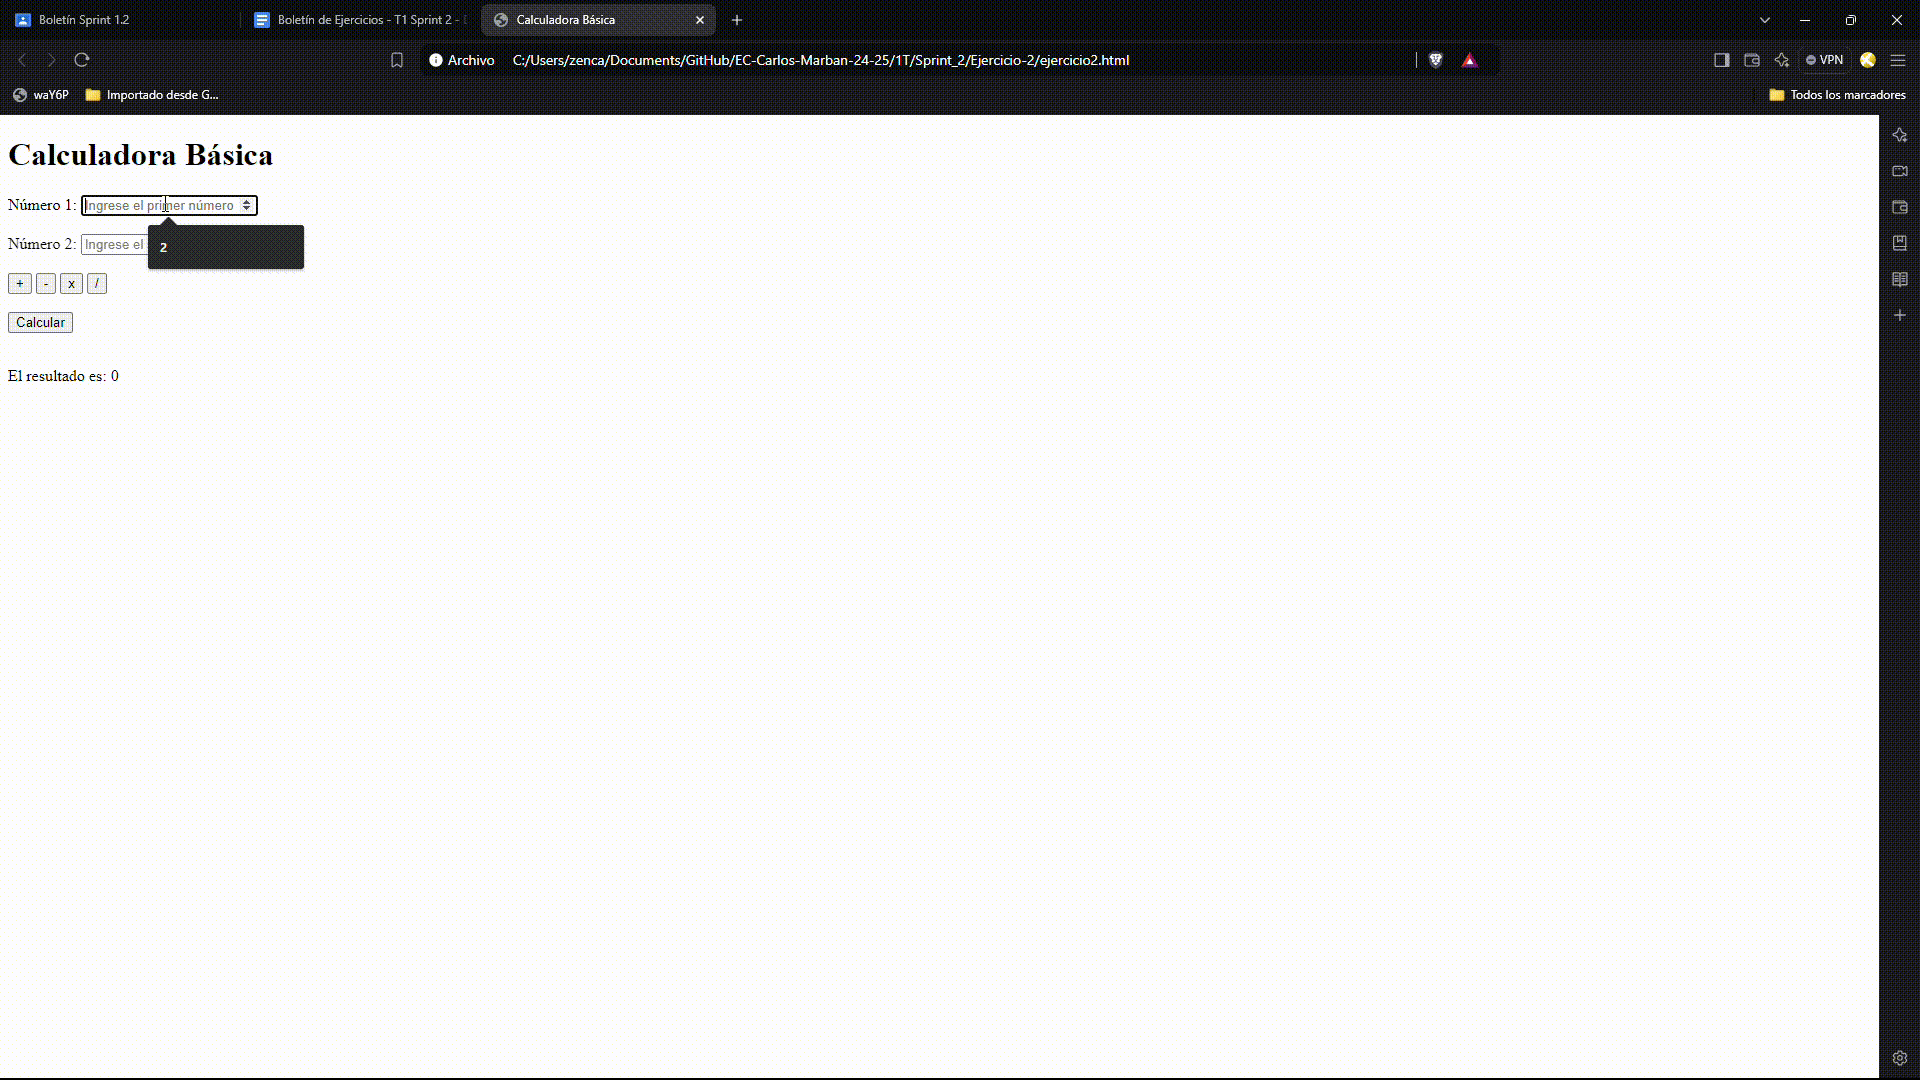 Boletín Sprint 1.2
Boletín de Ejercicios - T1 Sprint 2 -
Calculadora Básica
Archivo C:/Users/zenca/Documents/GitHub/EC-Carlos-Marban-24-25/1T/Sprint_2/Ejercicio-2/ejercicio2.html
VPN
waY6P
Importado desde G...
Todos los marcadores
Calculadora Básica
Número 1: Ingrese el primer número
2
Número 2: Ingrese el
+ - x /
Calcular
El resultado es: 0